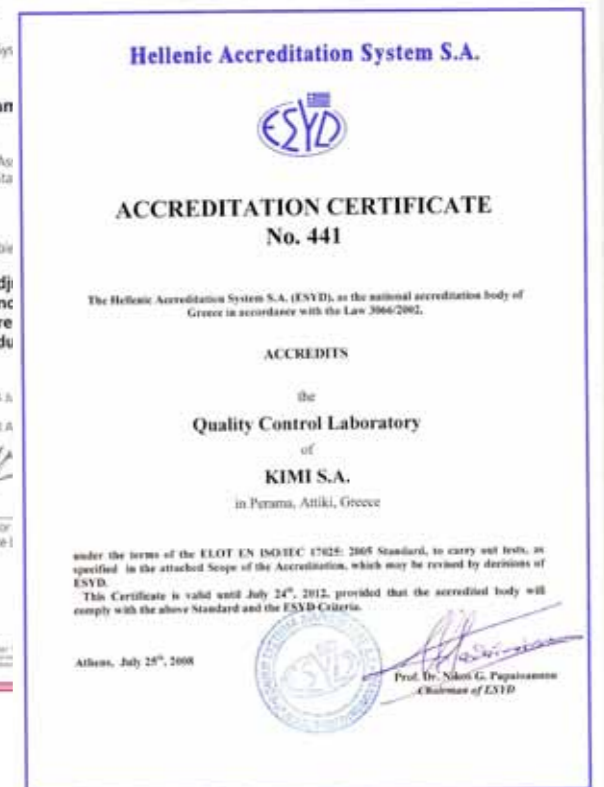 Hellenic Accreditation System S.A.
ΕΣΥΔ
ACCREDITATION CERTIFICATE
No. 441
The Hellenic Accreditation System S.A. (ESYD), as the national accreditation body of
Greece in accordance with the Law 3066/2002,
ACCREDITS
the
Quality Control Laboratory
of
KIMI S.A.
in Perama, Attiki, Greece
under the terms of the ELOT EN ISO/IEC 17025: 2005 Standard, to carry out tests, as
specified in the attached Scope of the Accreditation, which may be revised by decisions of
ESYD.
This Certificate is valid until July 24th, 2012, provided that the accredited body will
comply with the above Standard and the ESYD Criteria.
Athens, July 25th, 2008
Prof. Dr. Nikos G. Papaioannou
Chairman of ESYD